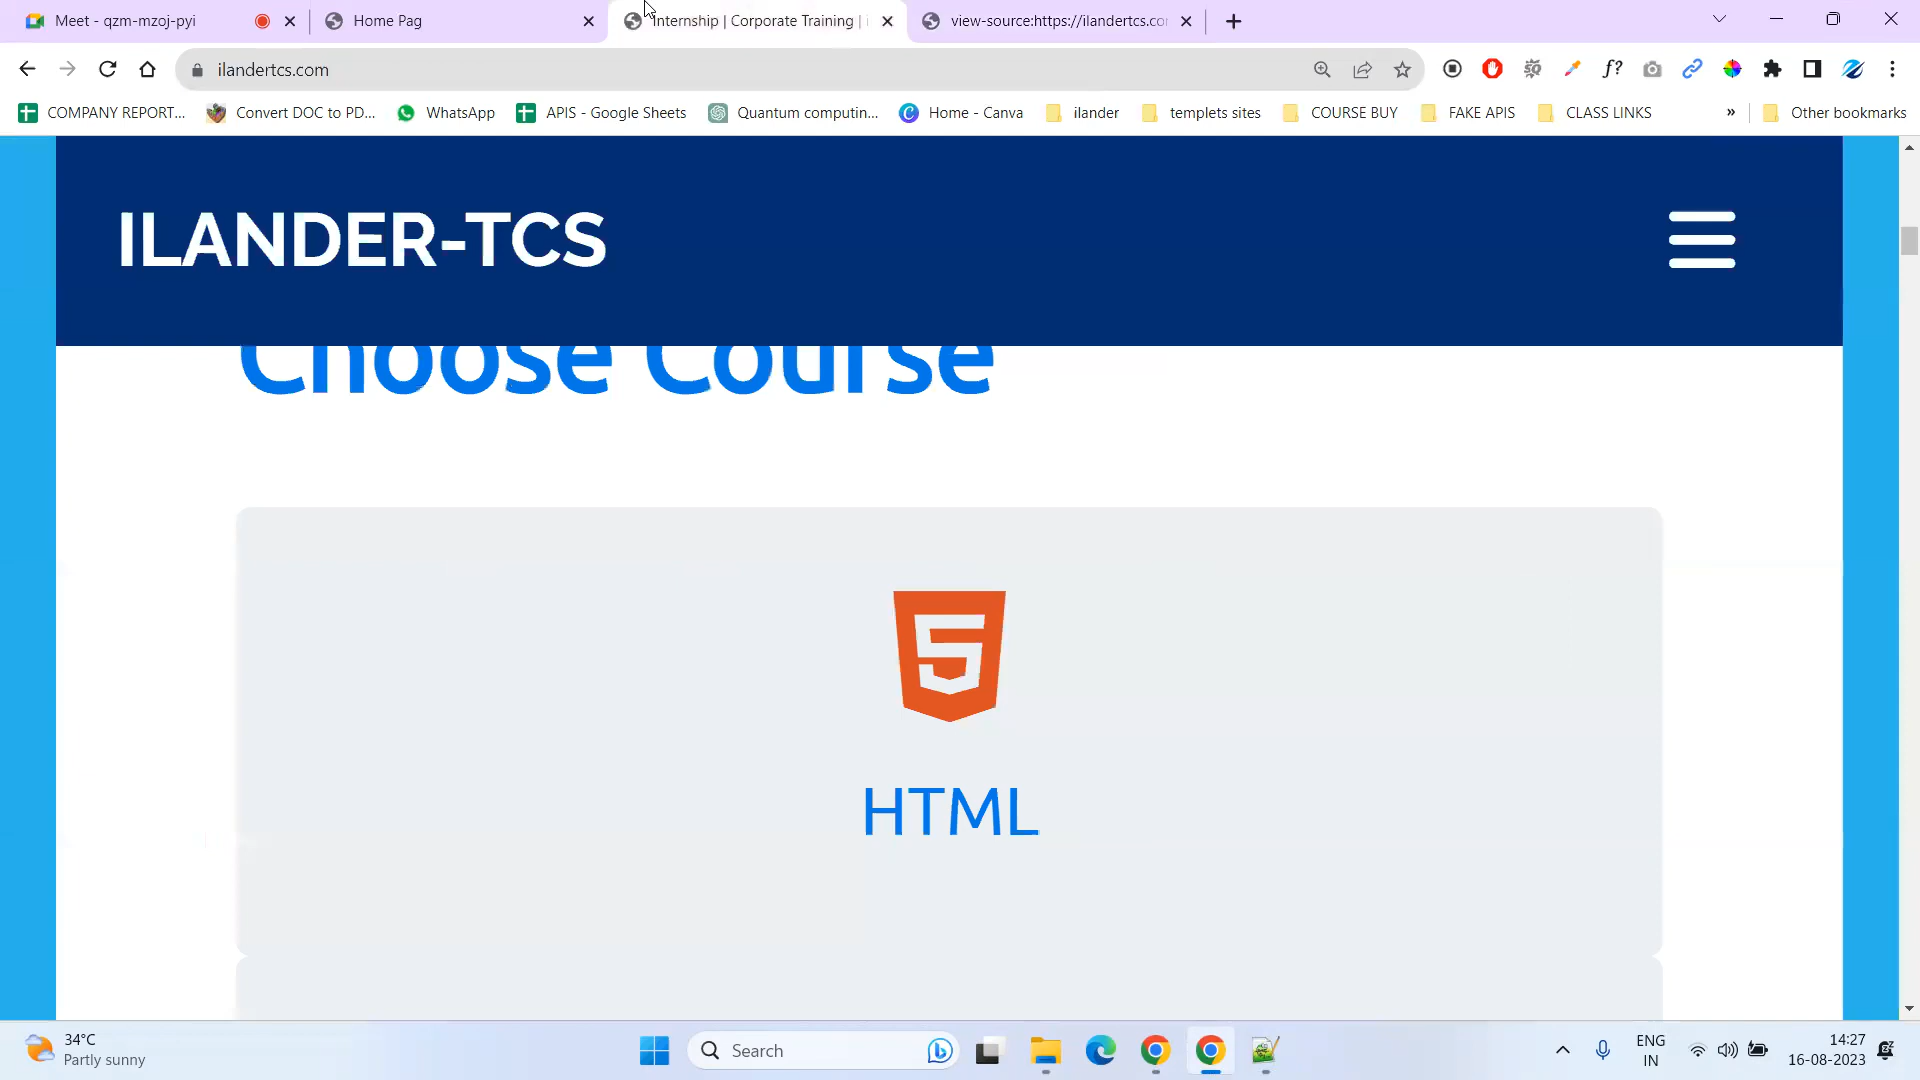 Meet - qzm-mzoj-pyi
Home Pag
Internship | Corporate Training |
view-source:https://ilandertcs.co
ilandertcs.com
COMPANY REPORT...
Convert DOC to PD...
WhatsApp
APIS - Google Sheets
Quantum computin...
Home - Canva
ilander
templets sites
COURSE BUY
FAKE APIS
CLASS LINKS
»
Other bookmarks
ILANDER-TCS
Choose Course
HTML
34°C
Partly sunny
Search
ENG
IN
14:27
16-08-2023